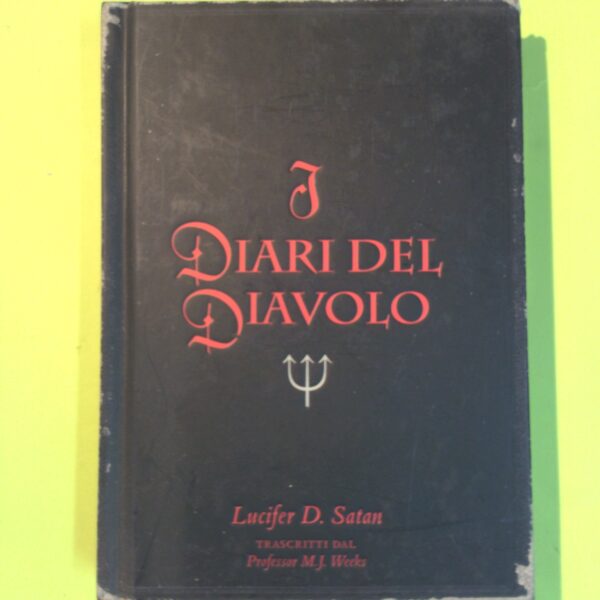 I
DIARI DEL
DIAVOLO
Lucifer D. Satan
TRASCRITTI DAL
Professor M.J. Weeks